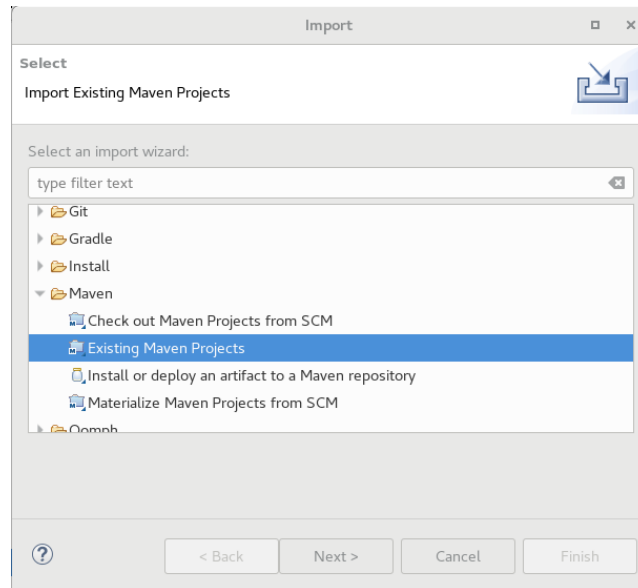 Import
Select
Import Existing Maven Projects
Select an import wizard:
type filter text
Git
Gradle
Install
Maven
Check out Maven Projects from SCM
Existing Maven Projects
Install or deploy an artifact to a Maven repository
Materialize Maven Projects from SCM
Oomph
< Back Next > Cancel Finish